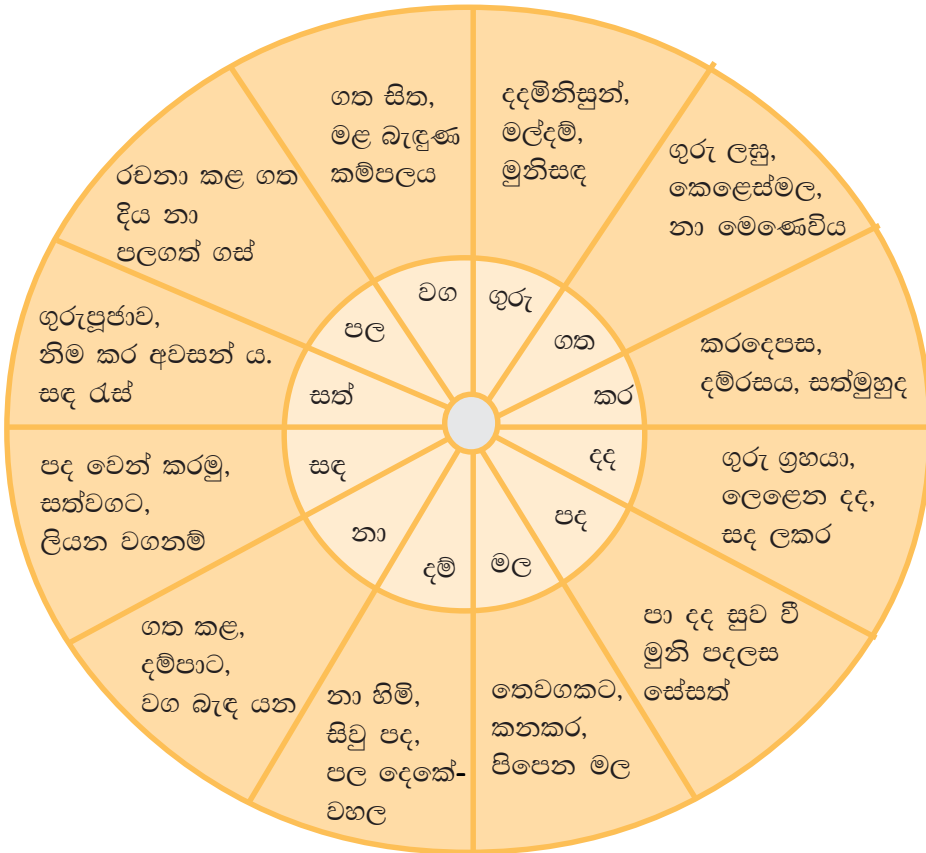 දදමිනිසුන්,
මල්දම්,
මුනිසඳ
ගුරු ලඝු,
කෙළෙස්මල,
නා මෙණෙවිය
කරදෙපස,
දම්රසය, සත්මුහුද
ගුරු ග්‍රහයා,
ලෙළෙන දද,
සද ලකර
පා දද සුව වී
මුනි පදලස
සේසත්
තෙවගකට,
කනකර,
පිපෙන මල
නා හිමි,
සිවු පද,
පල දෙකේ-
වහල
ගත කළ,
දම්පාට,
වග බැඳ යන
පද වෙන් කරමු,
සත්වගට,
ලියන වගනම්
ගුරුපූජාව,
නිම කර අවසන් ය.
සඳ රැස්
රචනා කළ ගත
දිය නා
පලගත් ගස්
ගත සිත,
මළ බැඳුණ
කම්පලය
ගුරු
ගත
කර
දද
පද
මල
දම්
නා
සඳ
සත්
පල
වග